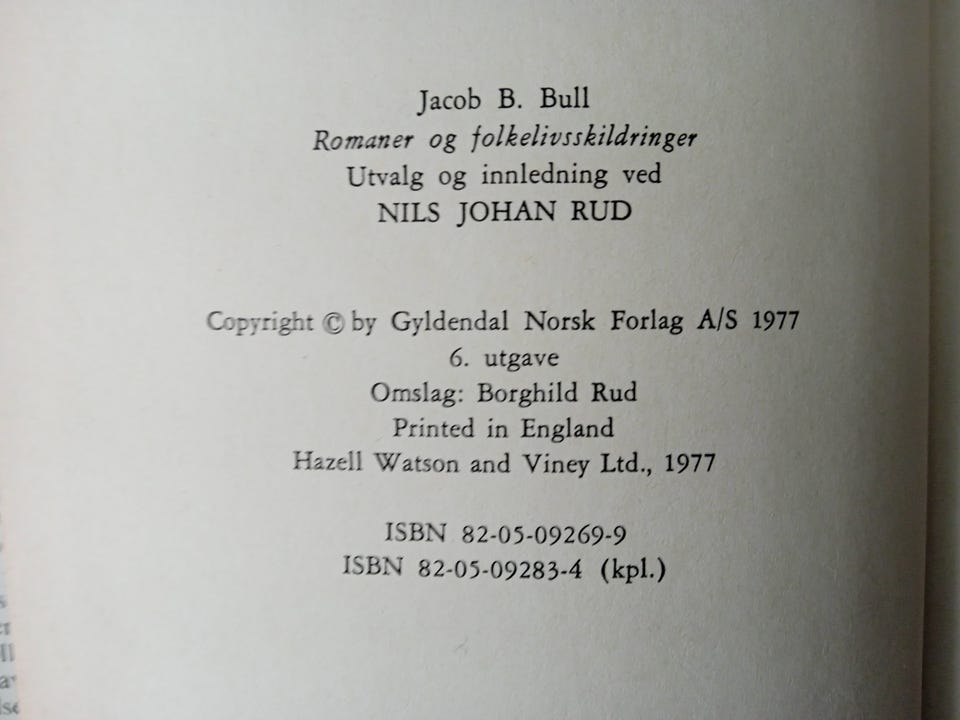 Jacob B. Bull
Romaner og folkelivsskildringer
Utvalg og innledning ved
NILS JOHAN RUD
Copyright © by Gyldendal Norsk Forlag A/S 1977
6. utgave
Omslag: Borghild Rud
Printed in England
Hazell Watson and Viney Ltd., 1977
ISBN 82-05-09269-9
ISBN 82-05-09283-4 (kpl.)